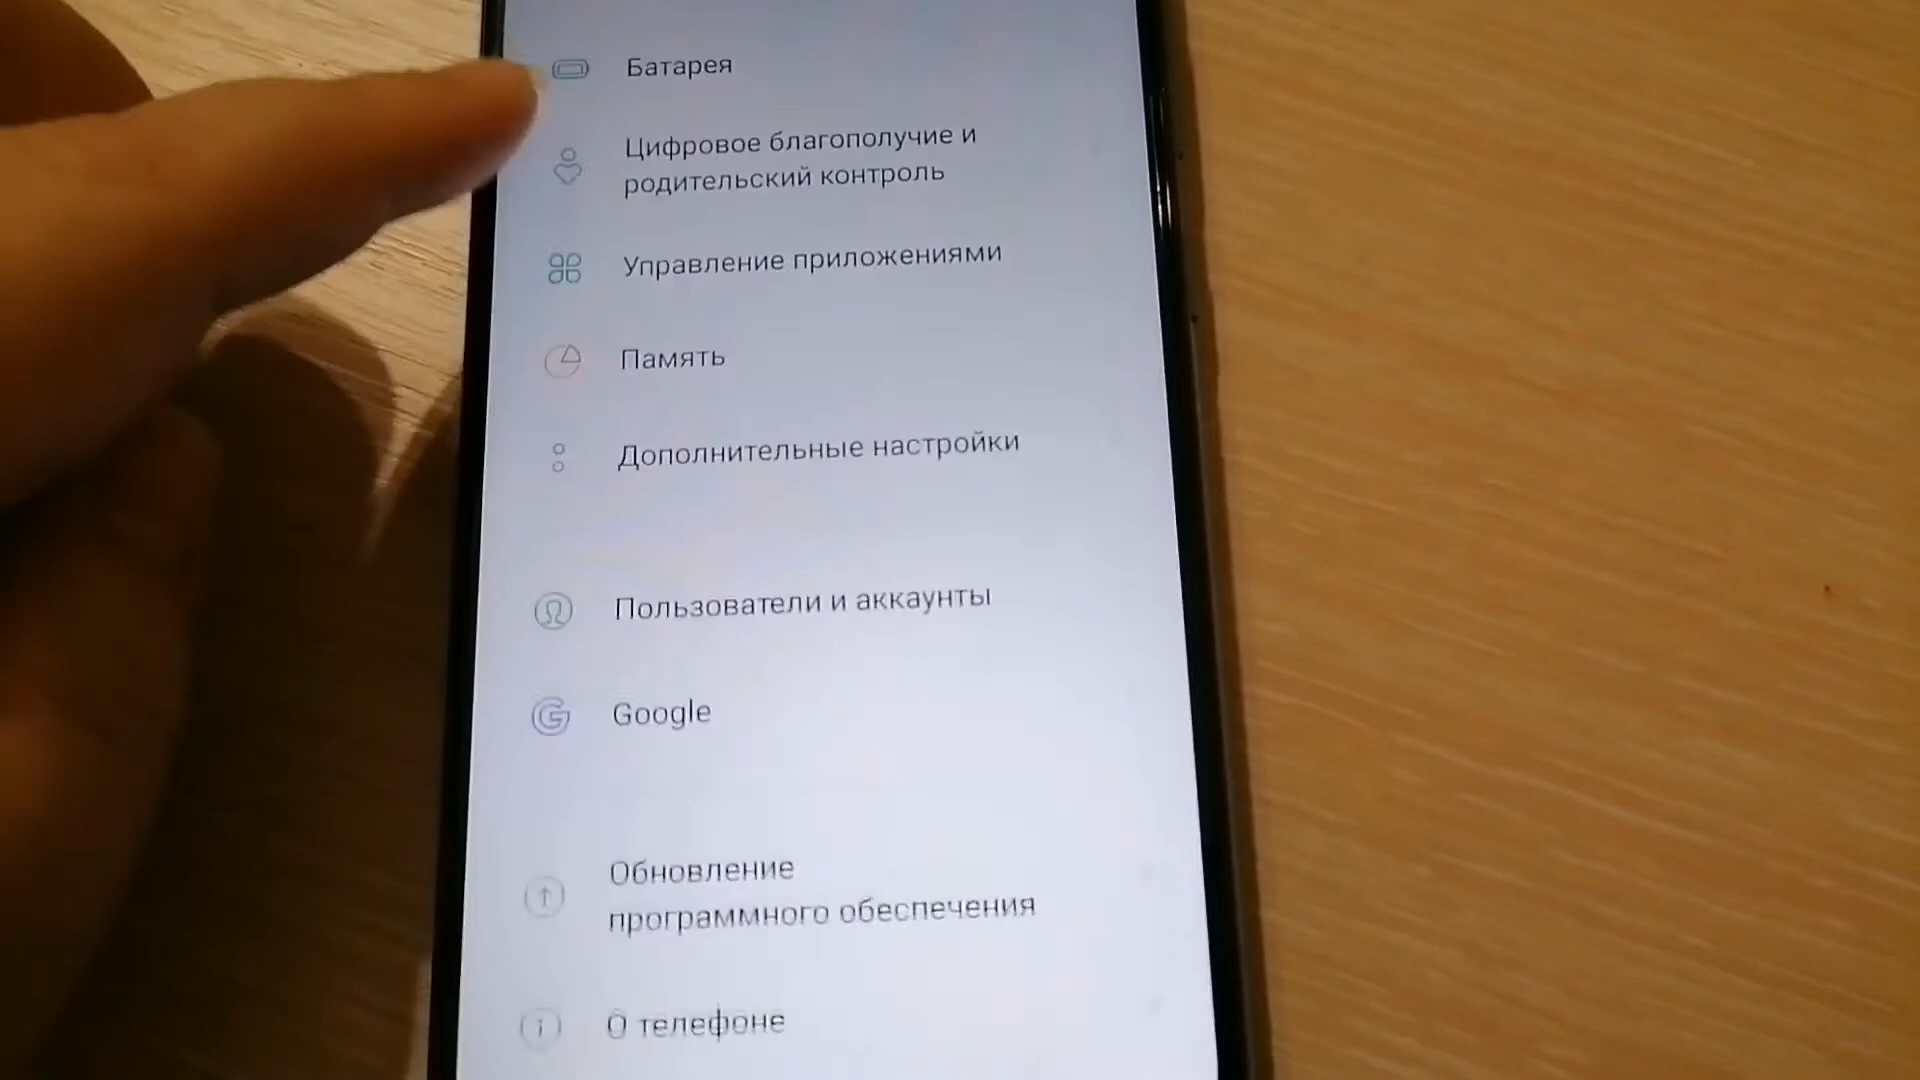 Батарея
Цифровое благополучие и
родительский контроль
Управление приложениями
Память
Дополнительные настройки
Пользователи и аккаунты
Google
Обновление
программного обеспечения
О телефоне